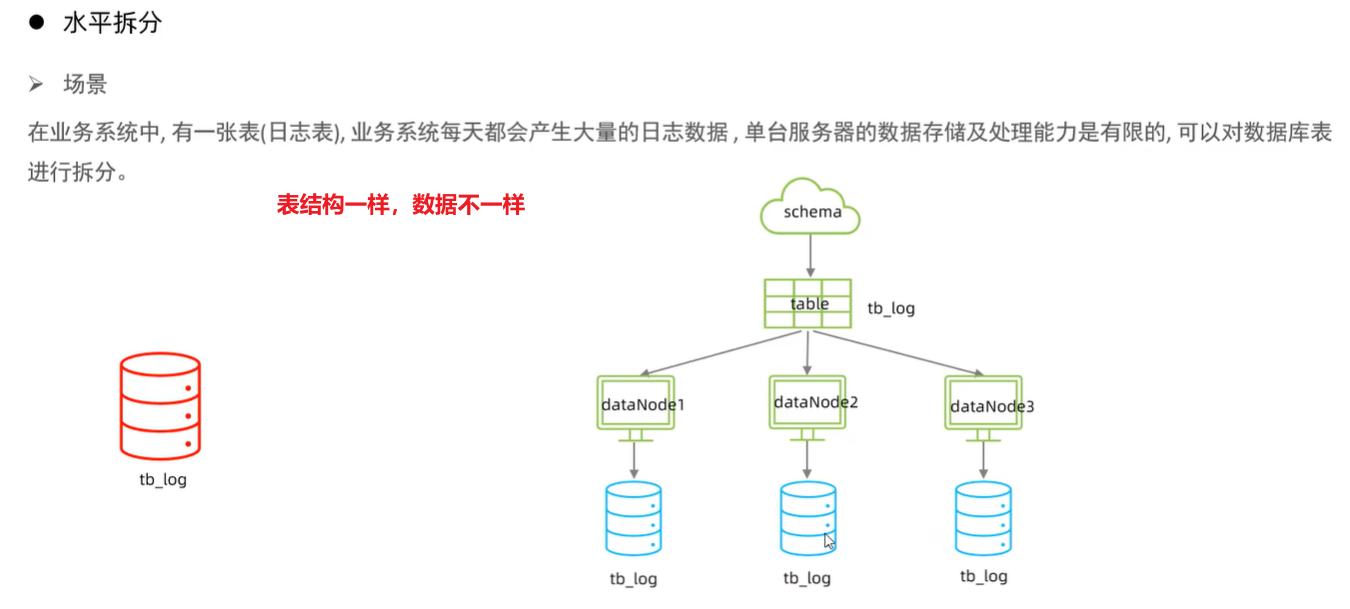 水平拆分
场景
在业务系统中, 有一张表(日志表), 业务系统每天都会产生大量的日志数据 , 单台服务器的数据存储及处理能力是有限的, 可以对数据库表
进行拆分。
表结构一样，数据不一样
schema
table
tb_log
dataNode1
dataNode2
dataNode3
tb_log
tb_log
tb_log
tb_log